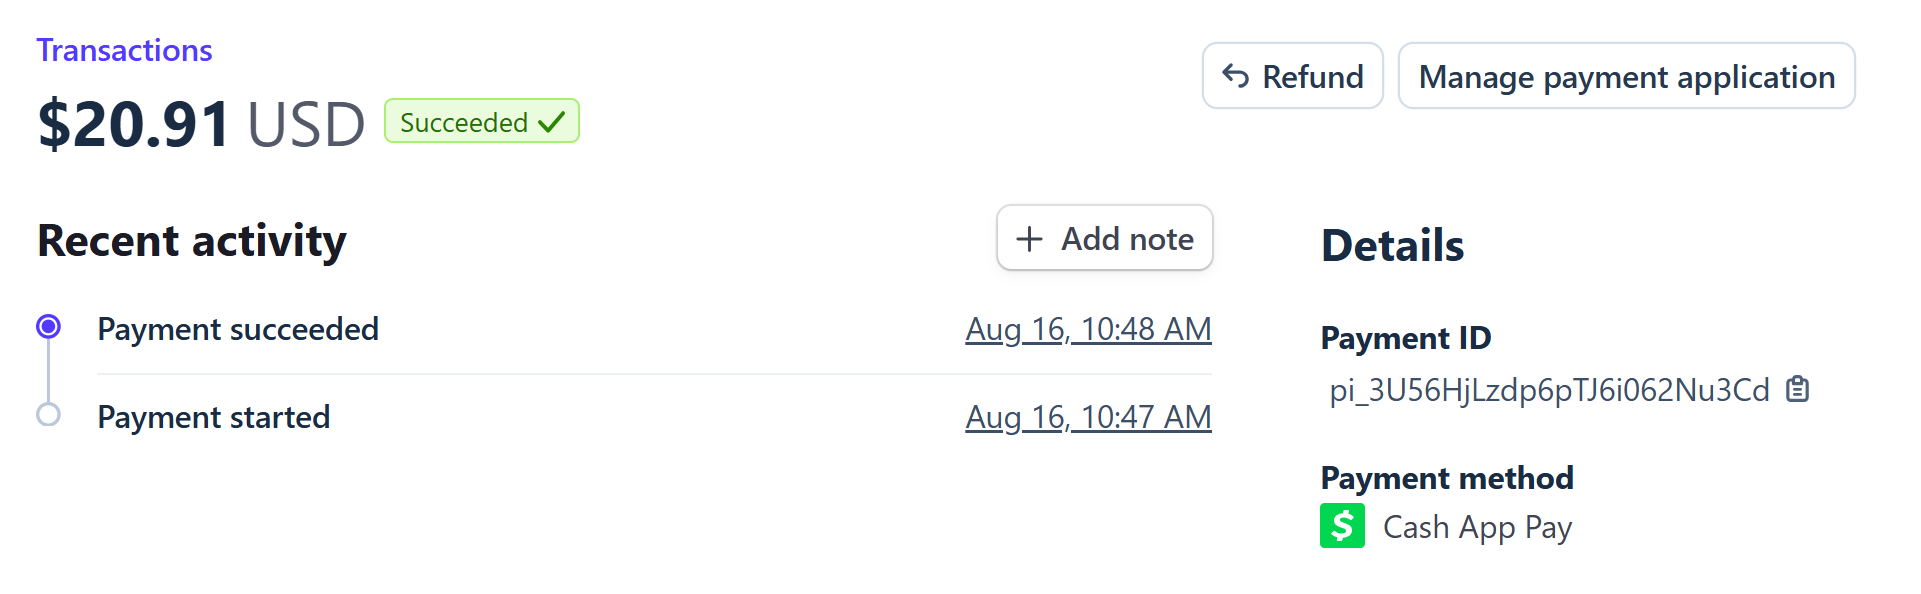 Transactions
$20.91 USD Succeeded
Refund
Manage payment application
Recent activity
Add note
Payment succeeded Aug 16, 10:48 AM
Payment started Aug 16, 10:47 AM
Details
Payment ID
pi_3U56HjLzdp6pTJ6i062Nu3Cd
Payment method
Cash App Pay